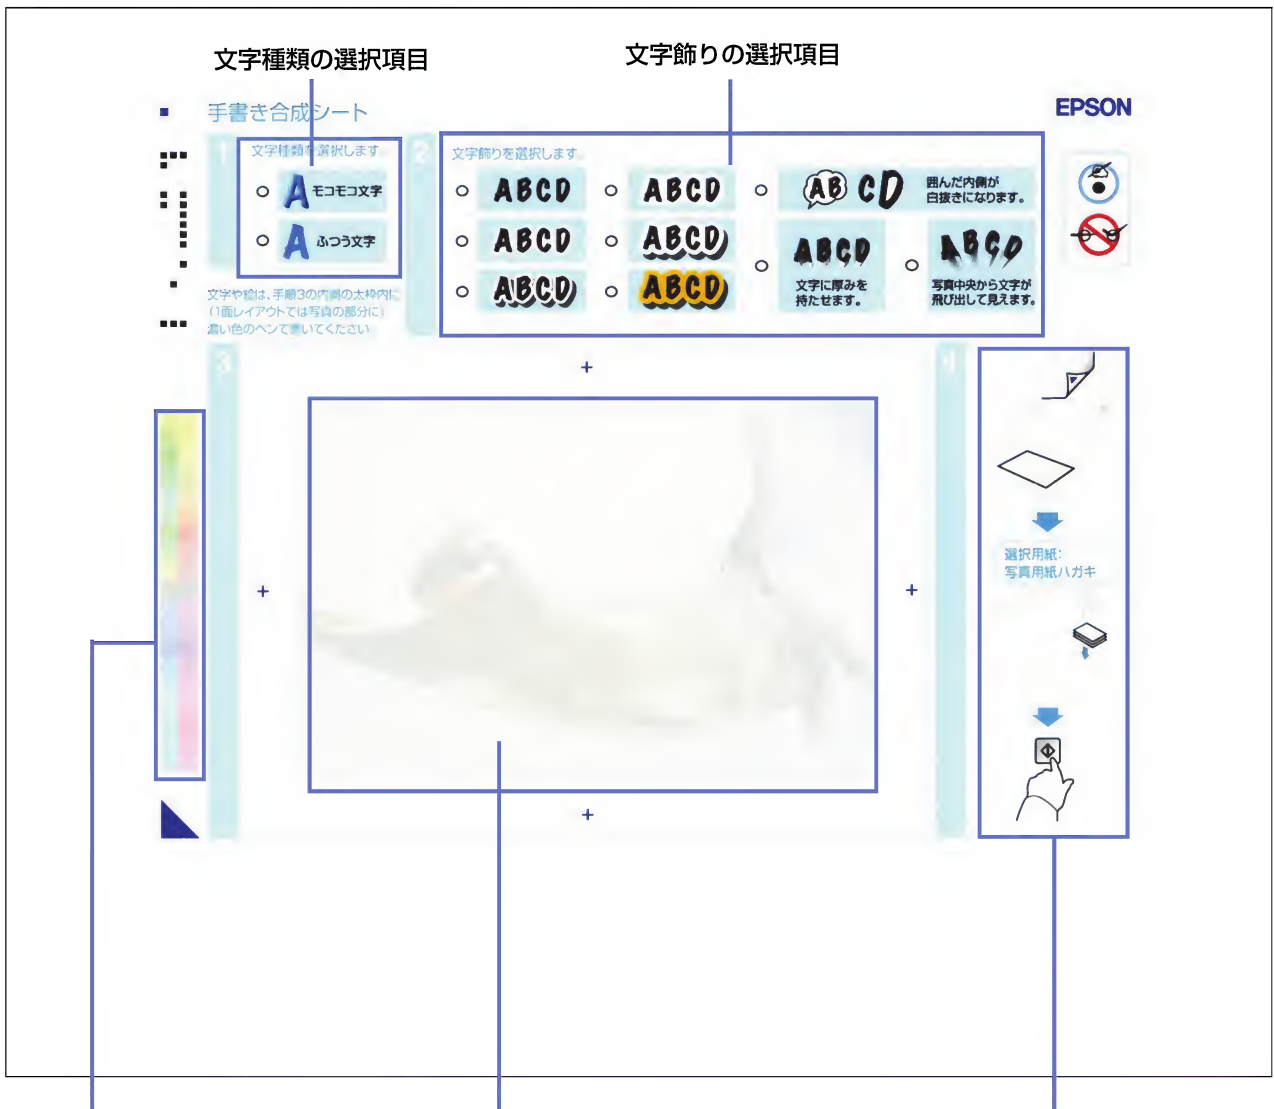 文字種類の選択項目
文字飾りの選択項目
手書き合成シート
EPSON
1
文字種類を選択します。
A モコモコ文字
A ふつう文字
文字や絵は、手順3の内側の太枠内に
(1面レイアウトでは写真の部分に)
濃い色のペンで書いてください
2
文字飾りを選択します。
ABCD
ABCD
AB CD
囲んだ内側が
白抜きになります。
ABCD
ABCD
ABCD
ABCD
ABCD
文字に厚みを
持たせます。
ABCD
写真中央から文字が
飛び出して見えます。
3
4
選択用紙:
写真用紙ハガキ